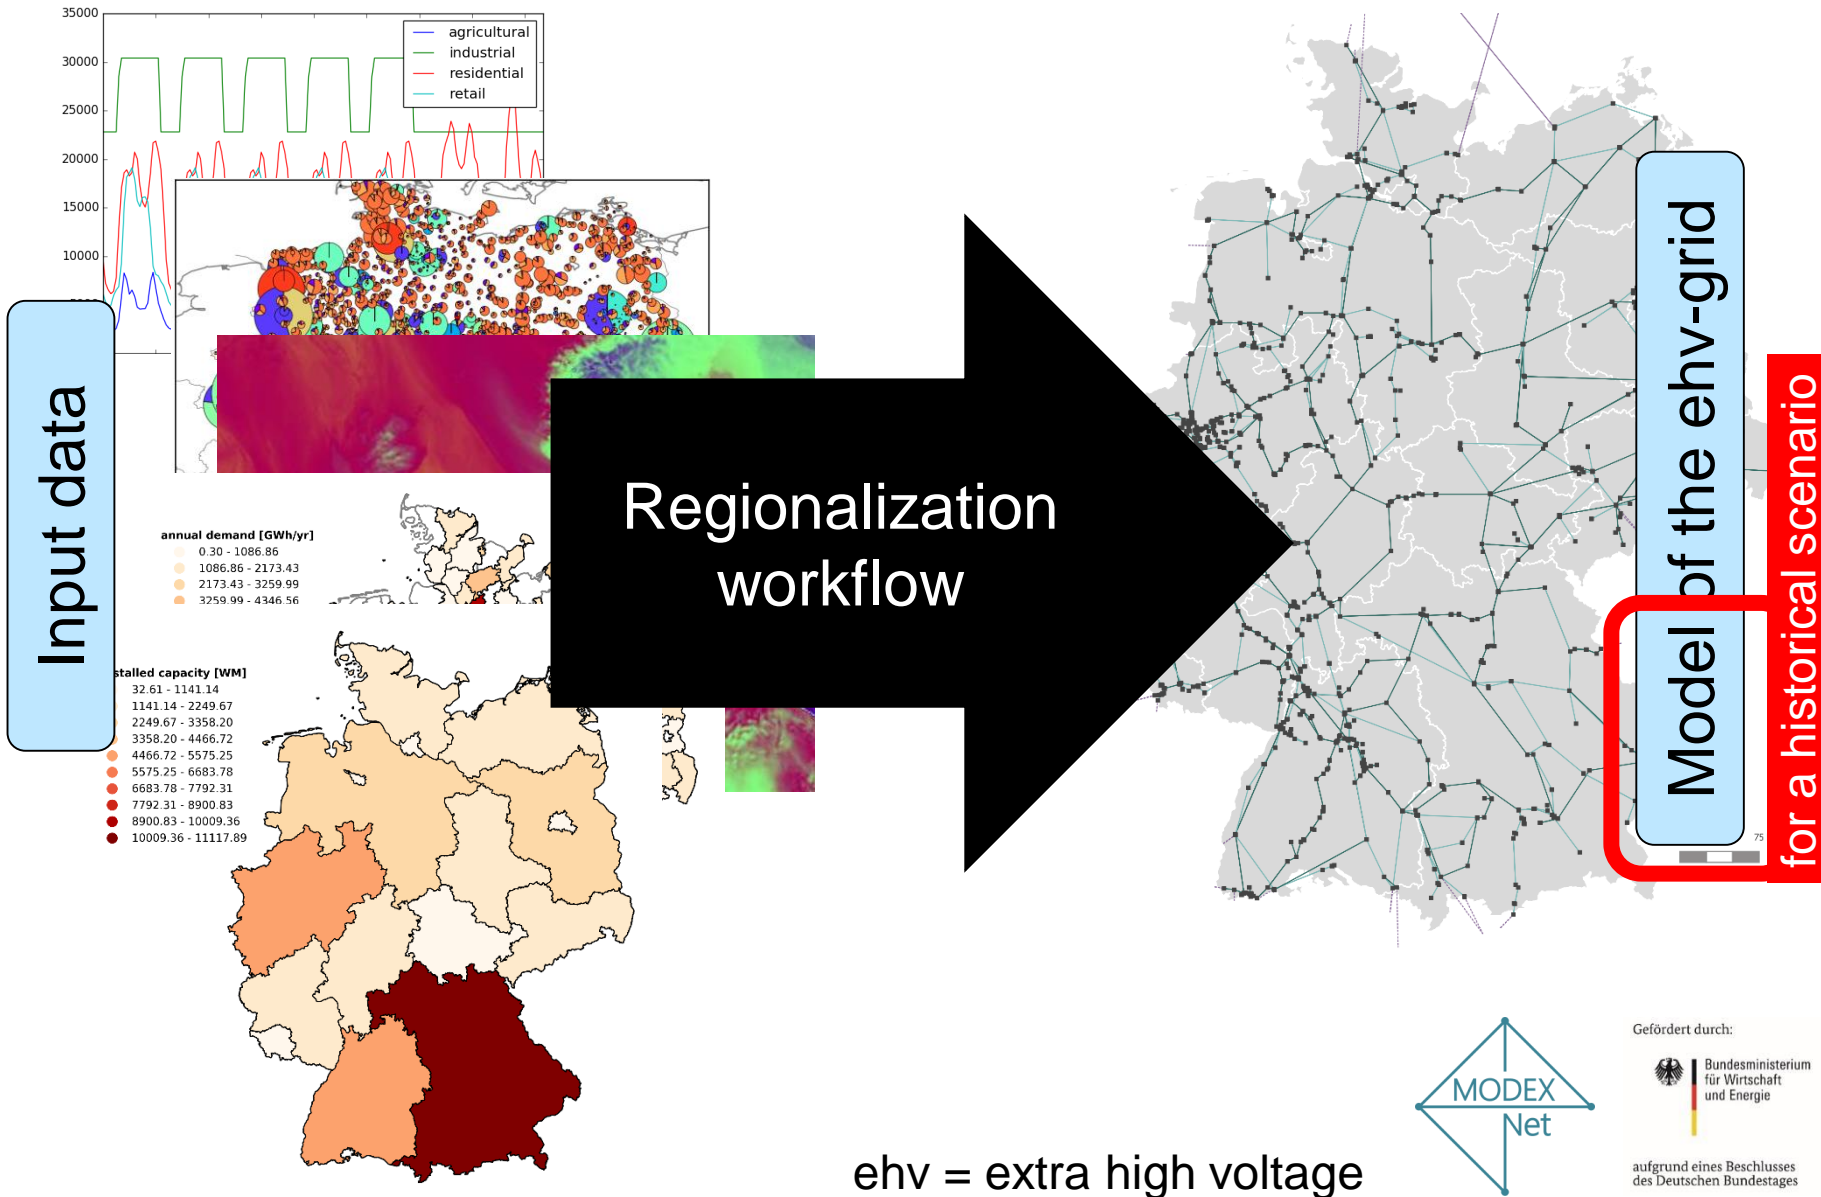 35000
30000
25000
20000
15000
10000
agricultural
industrial
residential
retail
Input data
annual demand [GWh/yr]
0.30 - 1086.86
1086.86 - 2173.43
2173.43 - 3259.99
3259.99 - 4346.56
stalled capacity [WM]
32.61 - 1141.14
1141.14 - 2249.67
2249.67 - 3358.20
3358.20 - 4466.72
4466.72 - 5575.25
5575.25 - 6683.78
6683.78 - 7792.31
7792.31 - 8900.83
8900.83 - 10009.36
10009.36 - 11117.89
Regionalization
workflow
Model of the ehv-grid
for a historical scenario
75
ehv = extra high voltage
MODEX
Net
Gefördert durch:
Bundesministerium
für Wirtschaft
und Energie
aufgrund eines Beschlusses
des Deutschen Bundestages